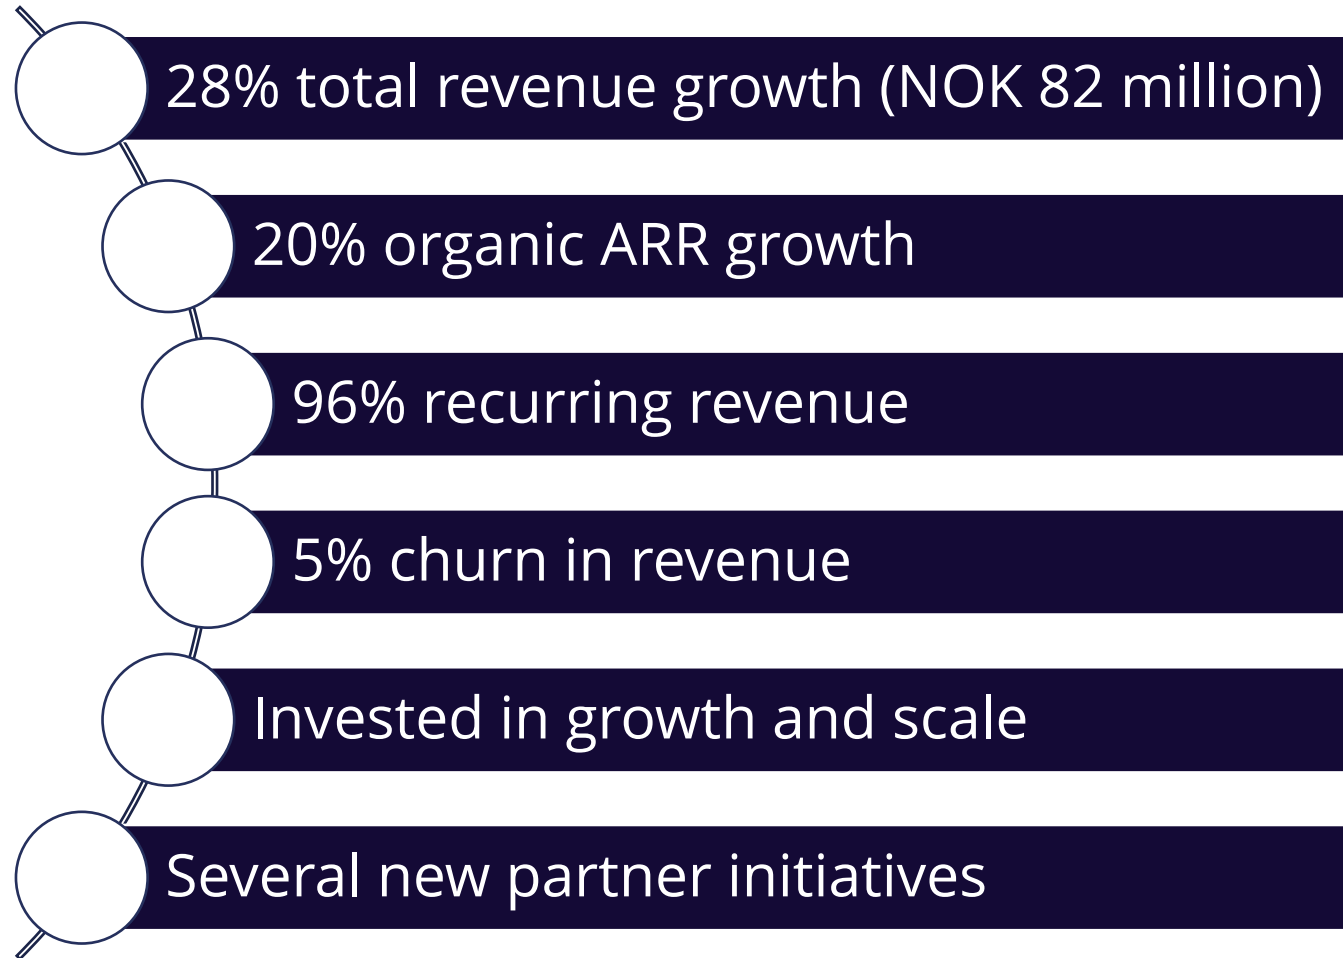 28% total revenue growth (NOK 82 million)
20% organic ARR growth
96% recurring revenue
5% churn in revenue
Invested in growth and scale
Several new partner initiatives